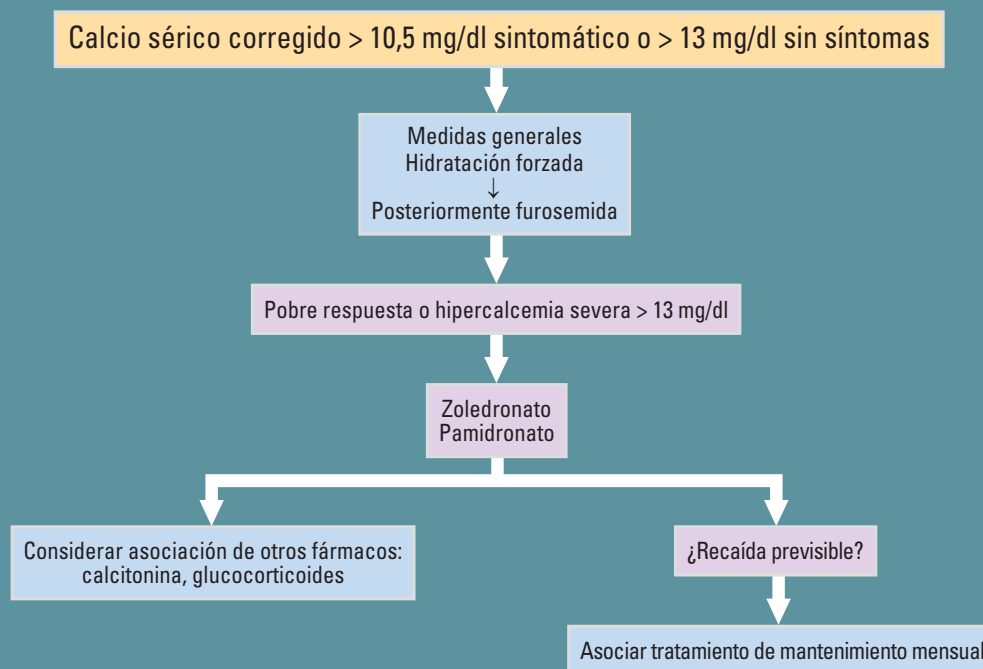 Calcio sérico corregido > 10,5 mg/dl sintomático o > 13 mg/dl sin síntomas
Medidas generales
Hidratación forzada
↓
Posteriormente furosemida
Pobre respuesta o hipercalcemia severa > 13 mg/dl
Zoledronato
Pamidronato
Considerar asociación de otros fármacos:
calcitonina, glucocorticoides
¿Recaída previsible?
Asociar tratamiento de mantenimiento mensual